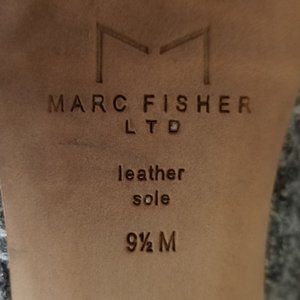 MARC FISHER
LTD
leather
sole
9½ M